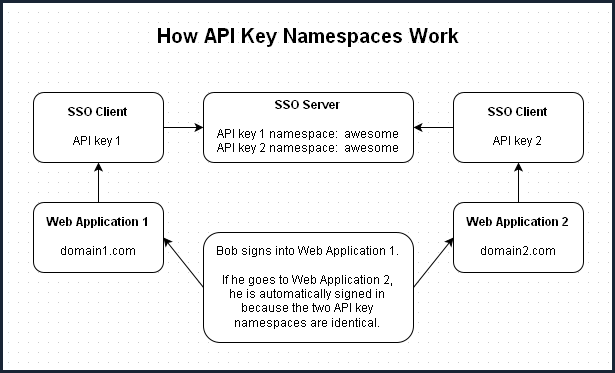 How API Key Namespaces Work
SSO Client
API key 1
SSO Server
API key 1 namespace:  awesome
API key 2 namespace:  awesome
SSO Client
API key 2
Web Application 1
domain1.com
Bob signs into Web Application 1.
If he goes to Web Application 2,
he is automatically signed in
because the two API key
namespaces are identical.
Web Application 2
domain2.com